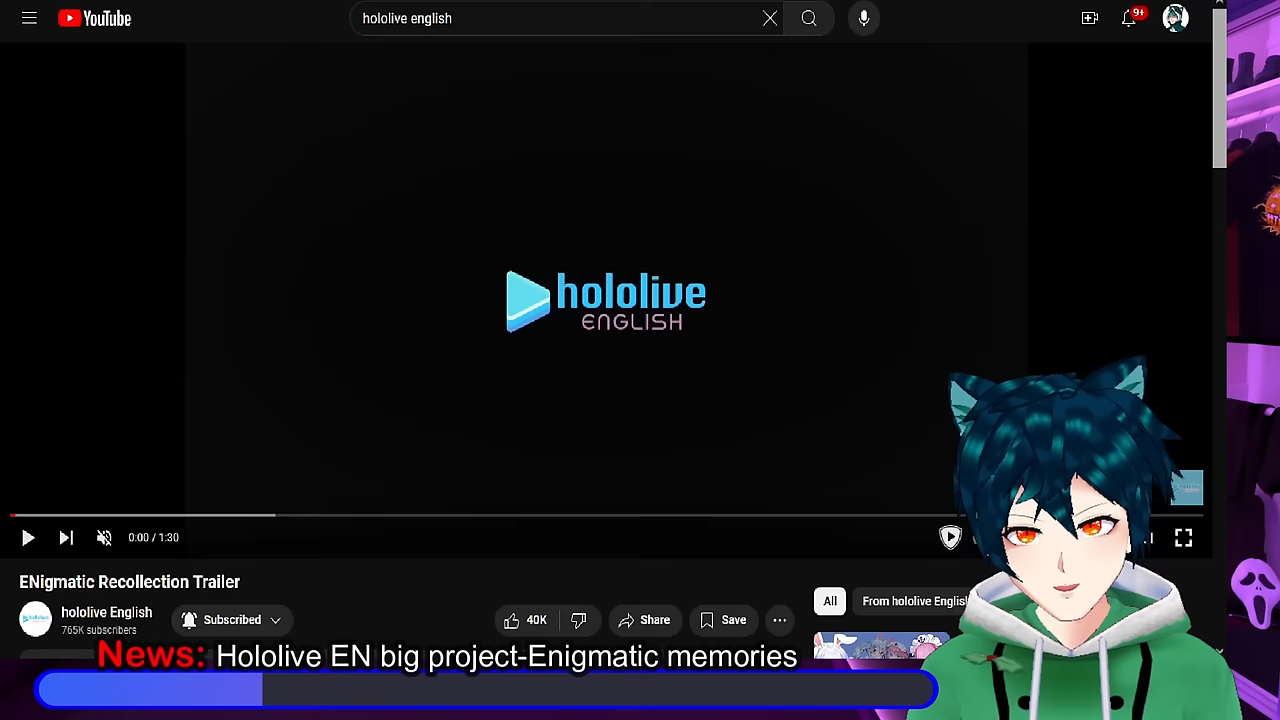 YouTube
hololive english
9+
hololive
ENGLISH
0:00 / 1:30
ENigmatic Recollection Trailer
hololive English
765K subscribers
Subscribed
40K
Share
Save
All
From hololive English
News: Hololive EN big project-Enigmatic memories